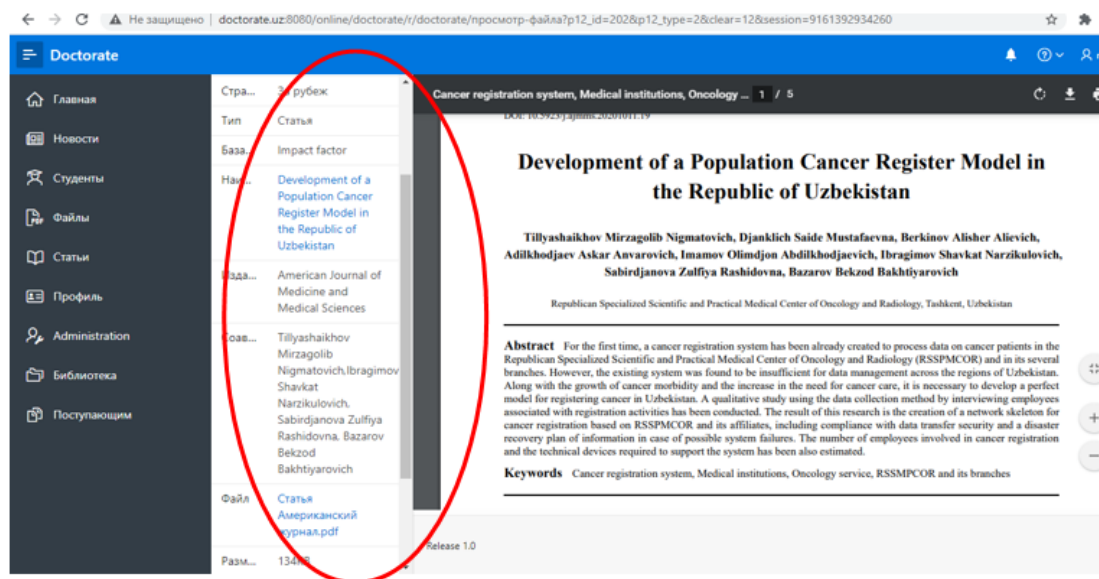 Не защищено doctorate.uz:8080/online/doctorate/r/doctorate/просмотр-файла?p12_id=202&p12_type=2&clear=12&session=9161392934260
Doctorate
Главная
Новости
Студенты
Файлы
Статьи
Профиль
Administration
Библиотека
Поступающим
Стра... За рубеж
Тип Статья
База... Impact factor
Наи... Development of a
Population Cancer
Register Model in
the Republic of
Uzbekistan
Изда... American Journal of
Medicine and
Medical Sciences
Соав... Tillyashaikhov
Mirzagolib
Nigmatovich,Ibragimov
Shavkat
Narzikulovich,
Sabirdjanova Zulfiya
Rashidovna, Bazarov
Bekzod
Bakhtiyarovich
Файл Статья
Американский
журнал.pdf
Разм... 134KB
Cancer registration system, Medical institutions, Oncology ... 1 / 5
DOI: 10.5923/j.ajmms.20201011.19
Development of a Population Cancer Register Model in
the Republic of Uzbekistan
Tillyashaikhov Mirzagolib Nigmatovich, Djanklich Saide Mustafaevna, Berkinov Alisher Alievich,
Adilkhodjaev Askar Anvarovich, Imamov Olimdjon Abdilkhodjaevich, Ibragimov Shavkat Narzikulovich,
Sabirdjanova Zulfiya Rashidovna, Bazarov Bekzod Bakhtiyarovich
Republican Specialized Scientific and Practical Medical Center of Oncology and Radiology, Tashkent, Uzbekistan
Abstract For the first time, a cancer registration system has been already created to process data on cancer patients in the
Republican Specialized Scientific and Practical Medical Center of Oncology and Radiology (RSSPMCOR) and in its several
branches. However, the existing system was found to be insufficient for data management across the regions of Uzbekistan.
Along with the growth of cancer morbidity and the increase in the need for cancer care, it is necessary to develop a perfect
model for registering cancer in Uzbekistan. A qualitative study using the data collection method by interviewing employees
associated with registration activities has been conducted. The result of this research is the creation of a network skeleton for
cancer registration based on RSSPMCOR and its affiliates, including compliance with data transfer security and a disaster
recovery plan of information in case of possible system failures. The number of employees involved in cancer registration
and the technical devices required to support the system has been also estimated.
Keywords Cancer registration system, Medical institutions, Oncology service, RSSMPCOR and its branches
Release 1.0